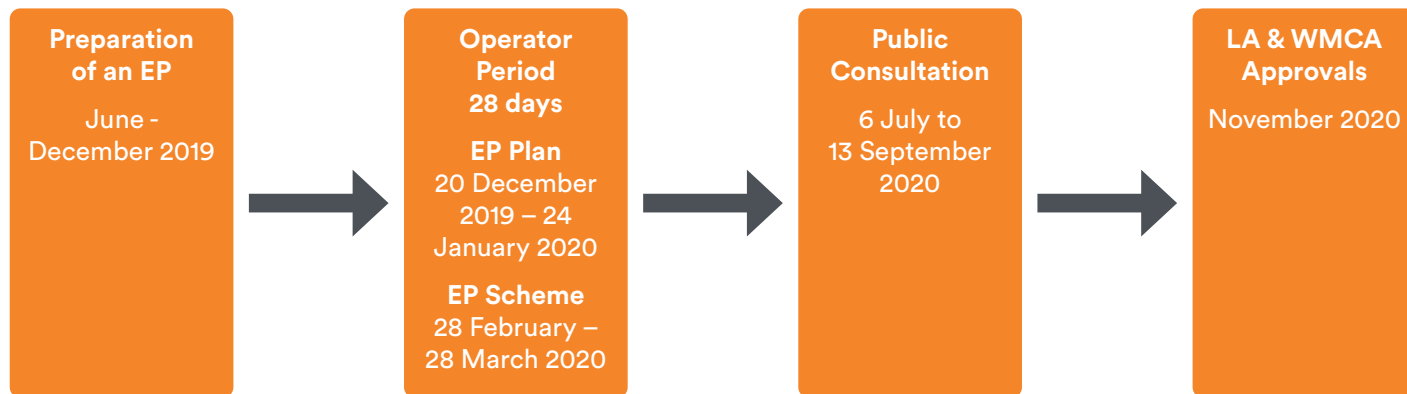 Preparation
of an EP
June -
December 2019
Operator
Period
28 days
EP Plan
20 December
2019 – 24
January 2020
EP Scheme
28 February –
28 March 2020
Public
Consultation
6 July to
13 September
2020
LA & WMCA
Approvals
November 2020